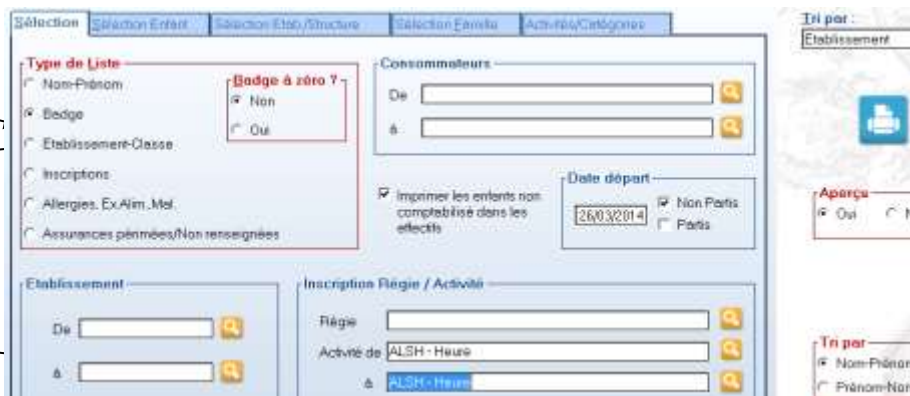 Sélection
Sélection Enfant
Sélection Etab./Structure
Sélection Famille
Activités/Catégories
Tri par :
Etablissement
Type de Liste
Nom-Prénom
Badge
Etablissement-Classe
Inscriptions
Allergies, Ex.Alim.,Mal.
Assurances périmées/Non renseignées
Badge à zéro ?
Non
Oui
Consommateurs
De
à
Imprimer les enfants non
comptabilisé dans les
effectifs
Date départ
26/03/2014
Non Partis
Partis
Aperçu
Oui
N
Etablissement
De
à
Inscription Régie / Activité
Régie
Activité de ALSH - Heure
à ALSH - Heure
Tri par
Nom-Prénom
Prénom-Nom